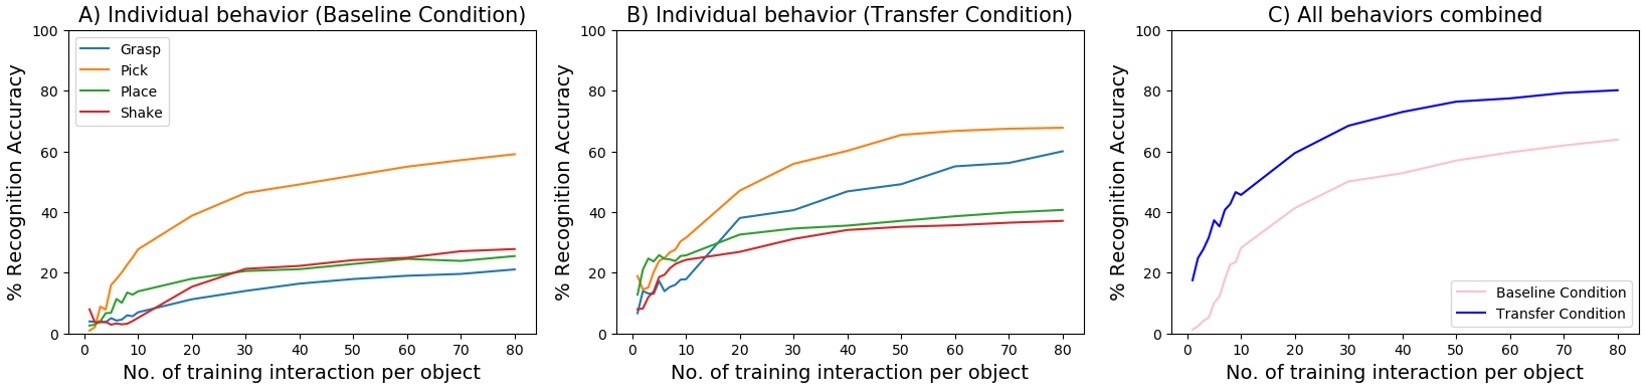 A) Individual behavior (Baseline Condition)
% Recognition Accuracy
100
80
60
40
20
0
Grasp
Pick
Place
Shake
0 10 20 30 40 50 60 70 80
No. of training interaction per object
B) Individual behavior (Transfer Condition)
% Recognition Accuracy
100
80
60
40
20
0
0 10 20 30 40 50 60 70 80
No. of training interaction per object
C) All behaviors combined
% Recognition Accuracy
100
80
60
40
20
0
Baseline Condition
Transfer Condition
0 10 20 30 40 50 60 70 80
No. of training interaction per object